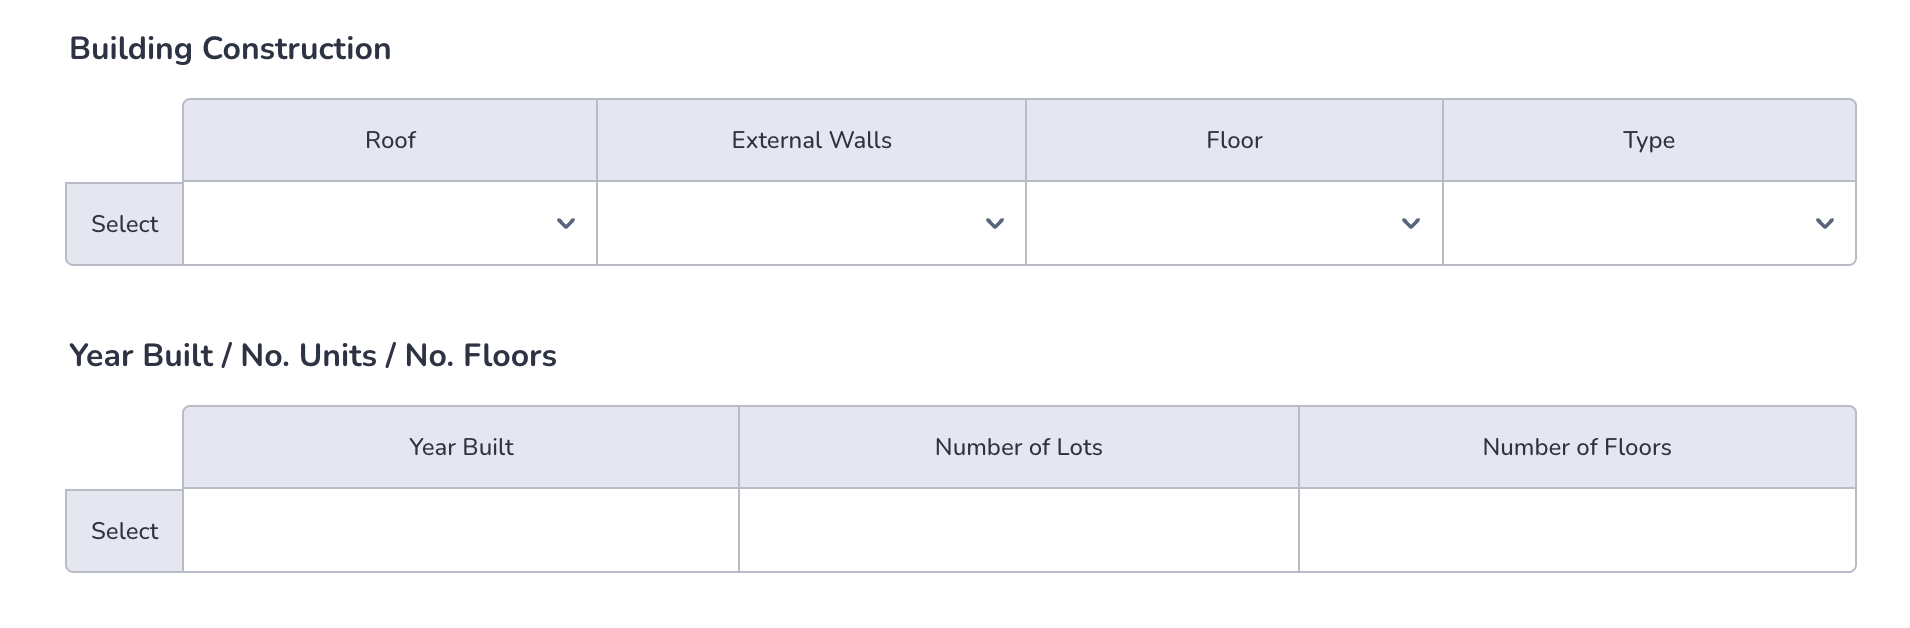 Building Construction
Roof External Walls Floor Type
Select
Year Built / No. Units / No. Floors
Year Built Number of Lots Number of Floors
Select